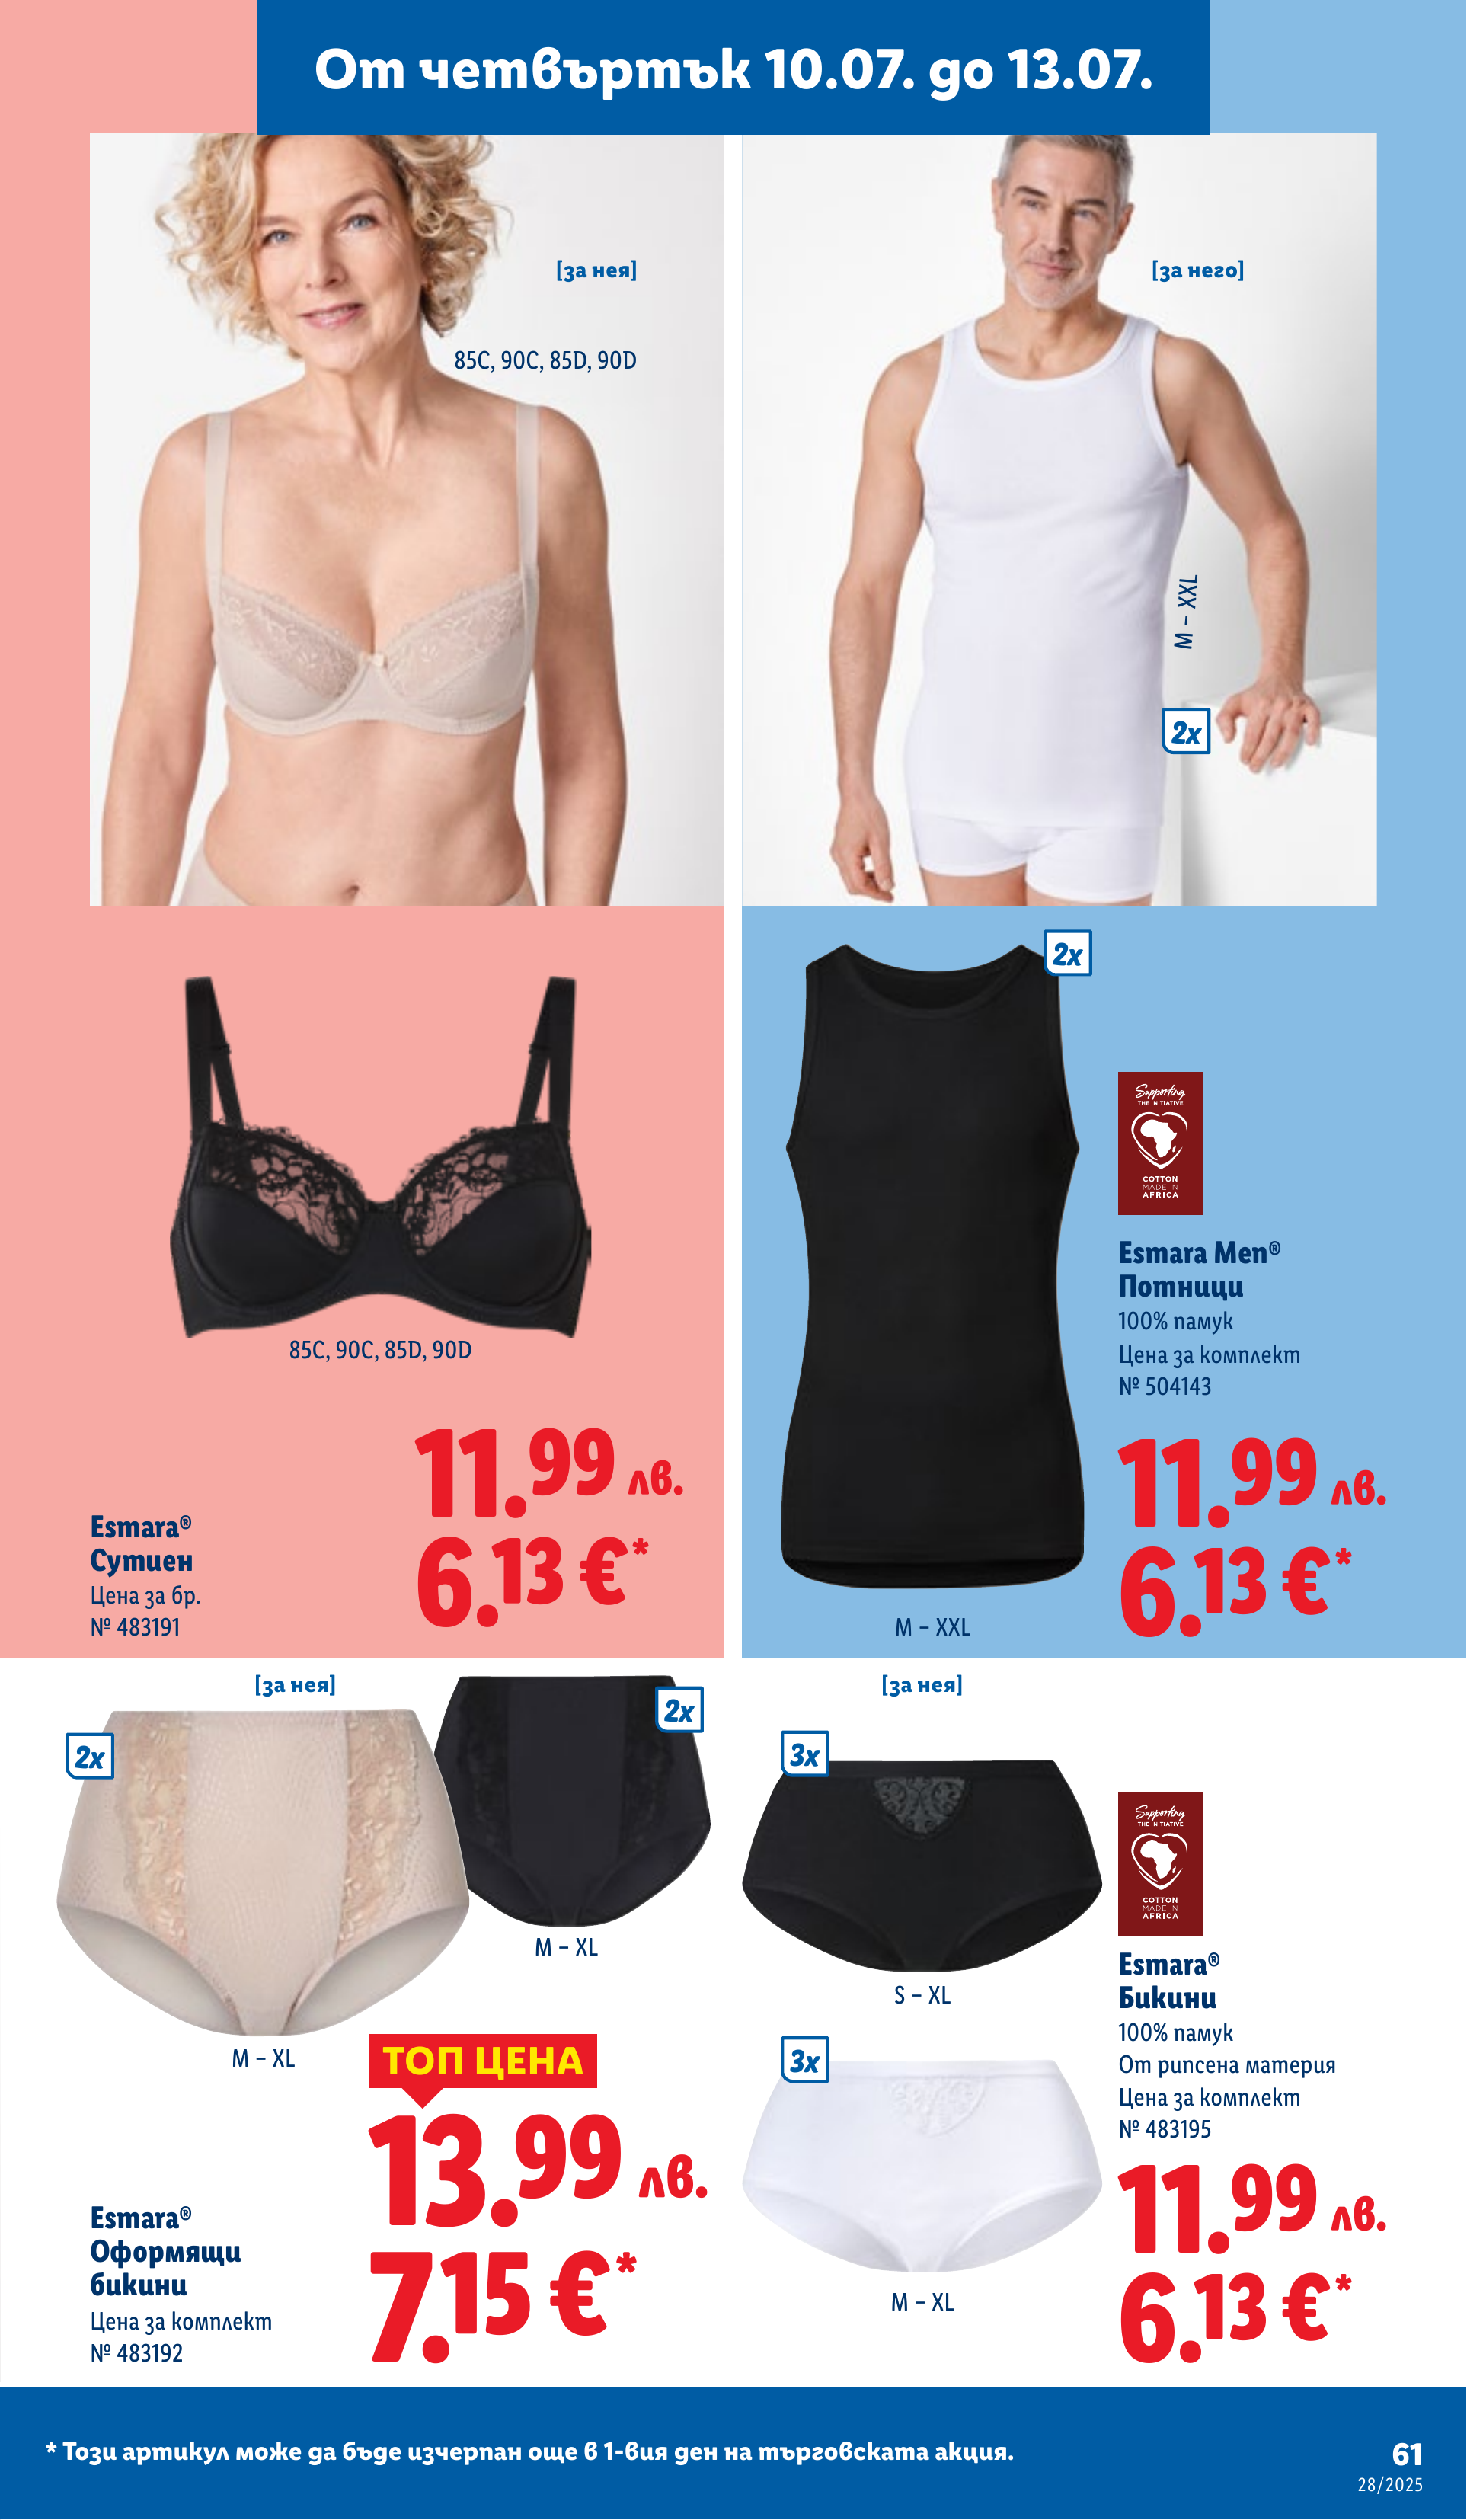 От четвъртък 10.07. до 13.07.
[за нея]
85C, 90C, 85D, 90D
[за него]
M – XXL
2x
85C, 90C, 85D, 90D
Esmara®
Сутиен
Цена за бр.
№ 483191
11.99 лв.
6.13 €*
2x
Supporting
THE INITIATIVE
COTTON
MADE IN
AFRICA
Esmara Men®
Потници
100% памук
Цена за комплект
№ 504143
11.99 лв.
6.13 €*
M – XXL
[за нея]
2x
2x
M – XL
M – XL
ТОП ЦЕНА
13.99 лв.
7.15 €*
Esmara®
Оформящи
бикини
Цена за комплект
№ 483192
[за нея]
3x
S – XL
3x
M – XL
Supporting
THE INITIATIVE
COTTON
MADE IN
AFRICA
Esmara®
Бикини
100% памук
От рипсена материя
Цена за комплект
№ 483195
11.99 лв.
6.13 €*
* Този артикул може да бъде изчерпан още в 1-вия ден на търговската акция.
61
28/2025